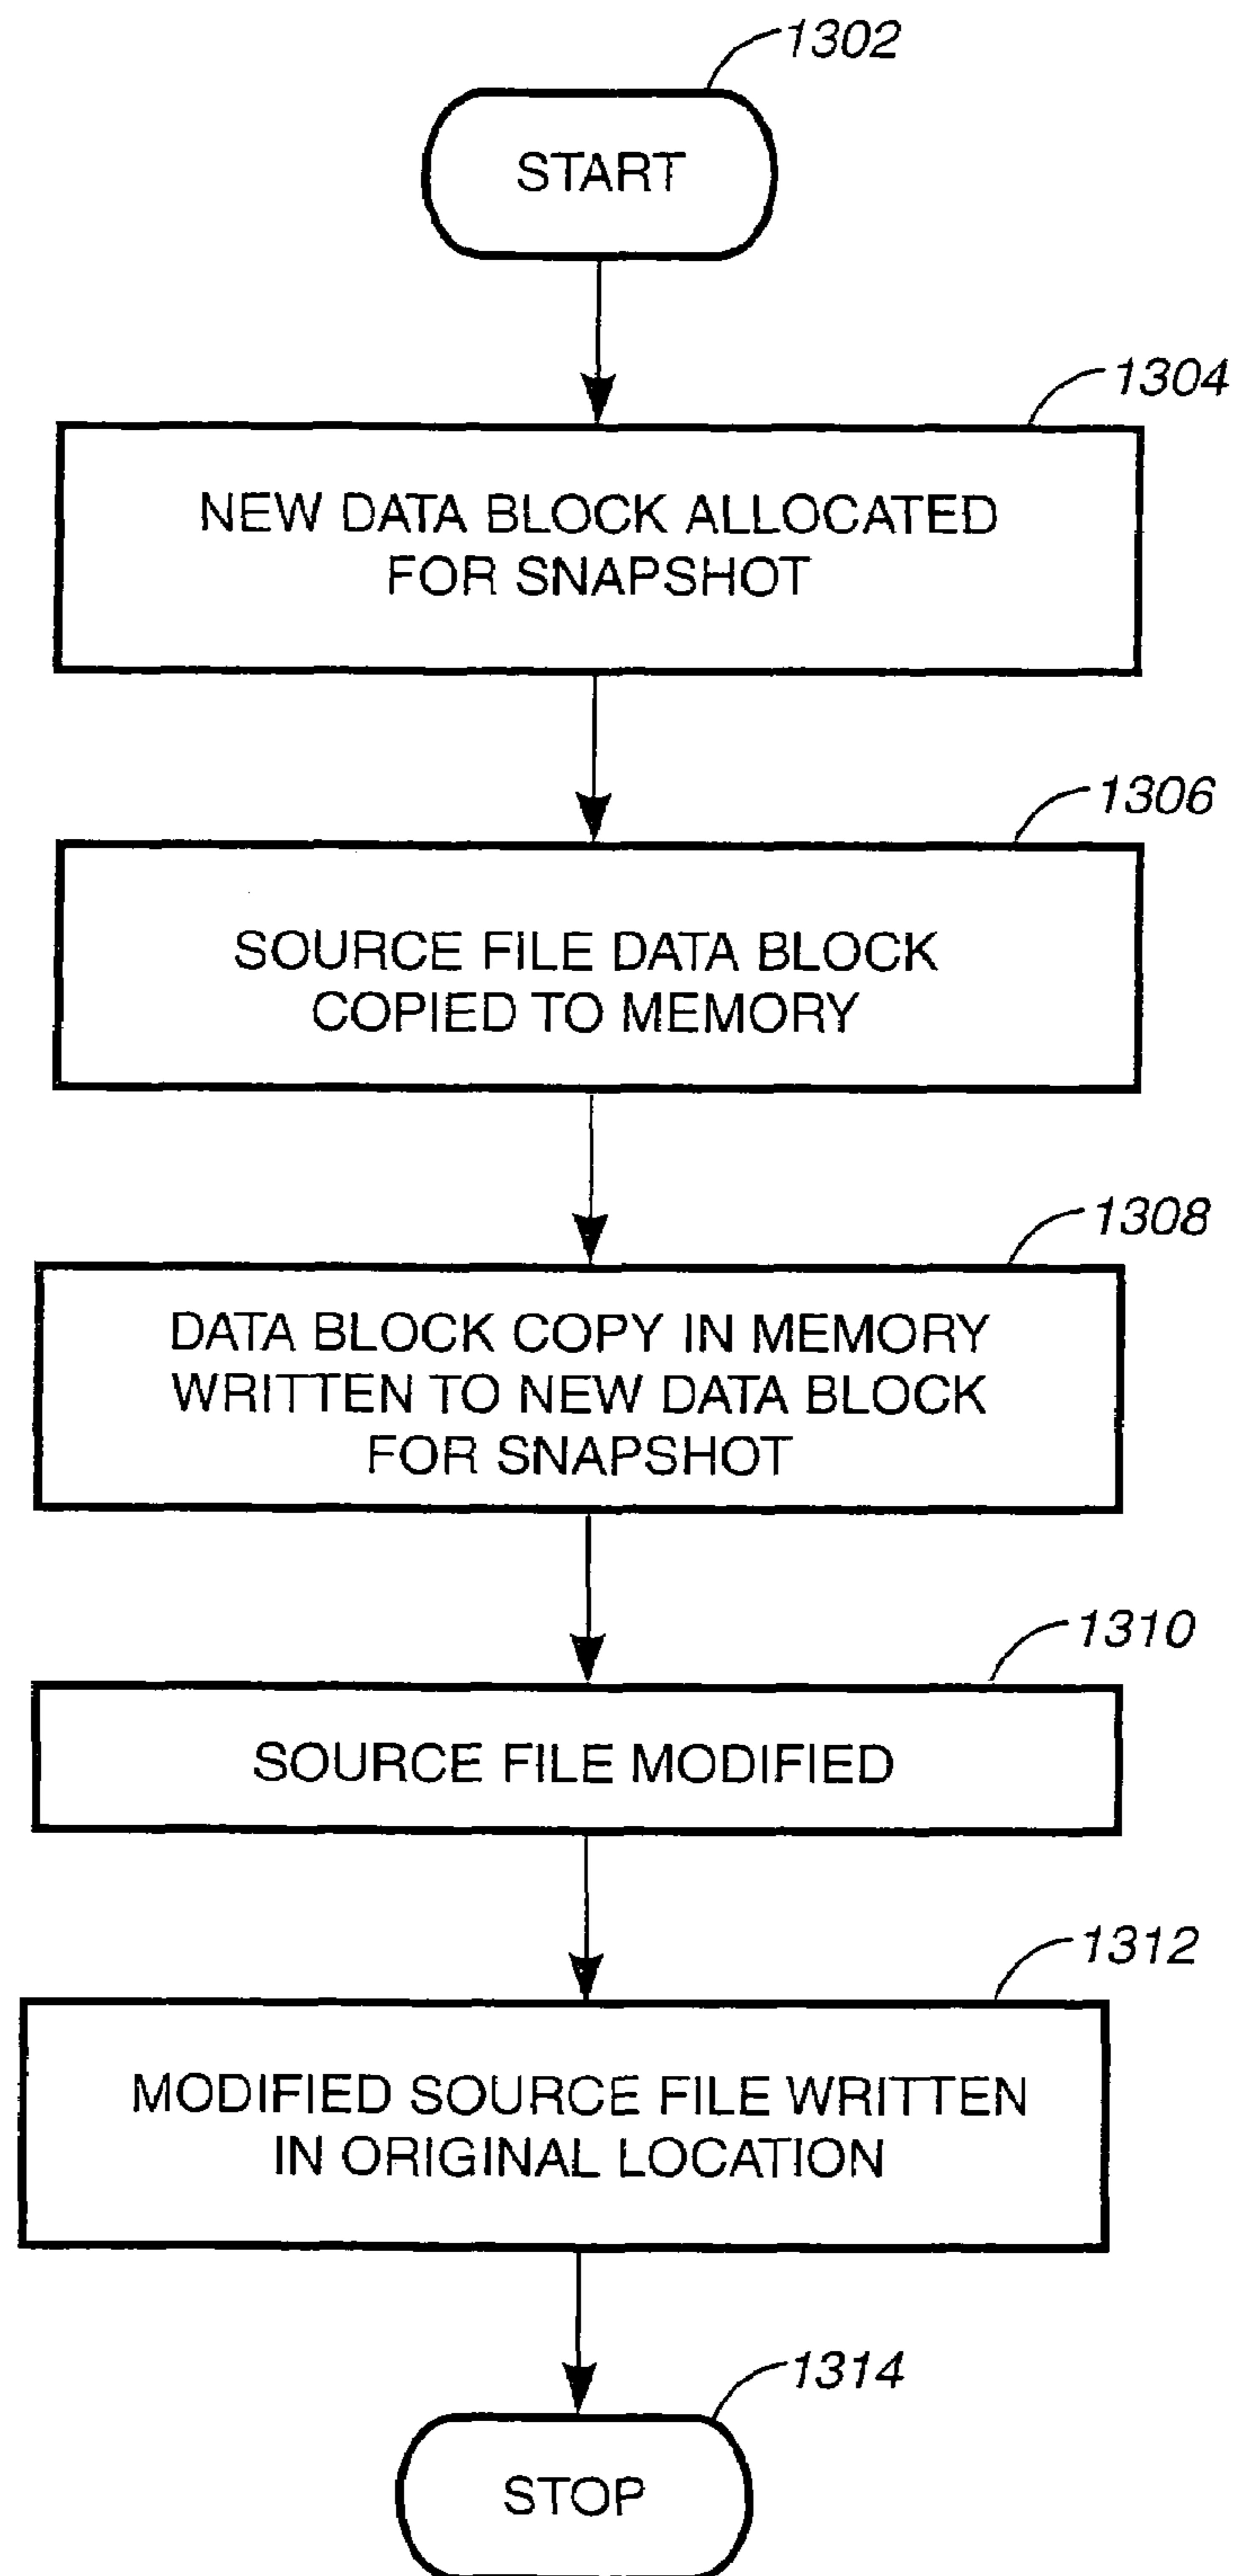 1302
START
1304
NEW DATA BLOCK ALLOCATED
FOR SNAPSHOT
1306
SOURCE FILE DATA BLOCK
COPIED TO MEMORY
1308
DATA BLOCK COPY IN MEMORY
WRITTEN TO NEW DATA BLOCK
FOR SNAPSHOT
1310
SOURCE FILE MODIFIED
1312
MODIFIED SOURCE FILE WRITTEN
IN ORIGINAL LOCATION
1314
STOP